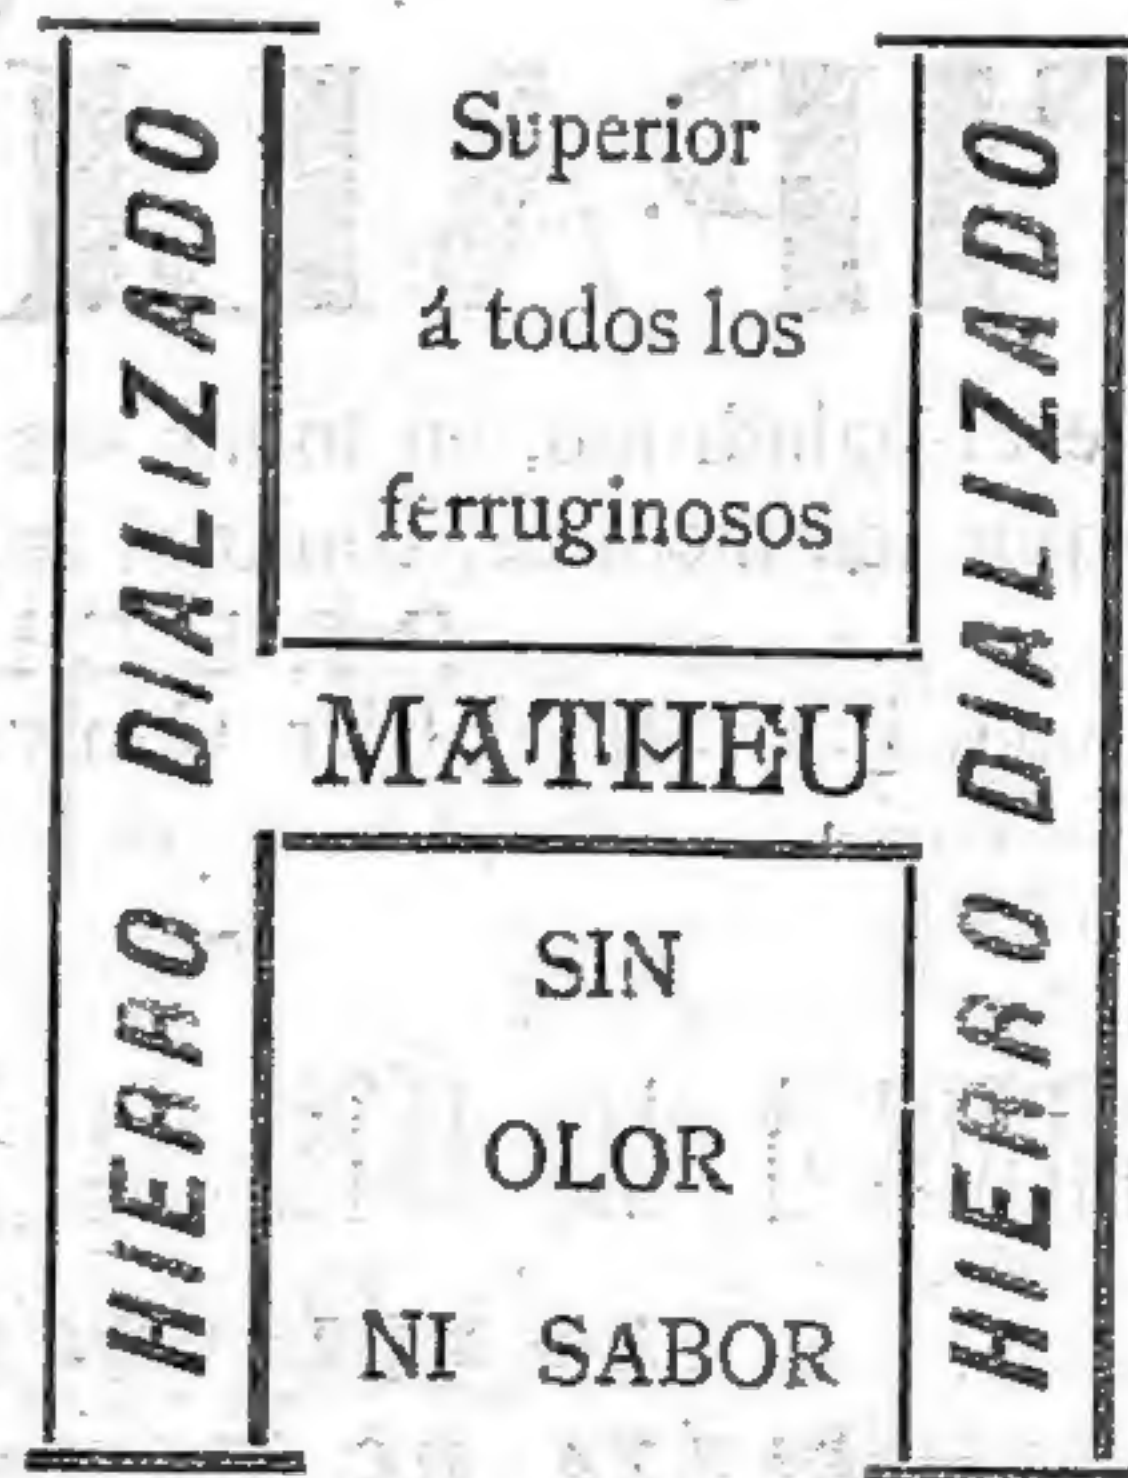 HIERRO DIALIZADO
Superior
á todos los
ferruginosos
MATHEU
SIN
OLOR
NI SABOR
HIERRO DIALIZADO